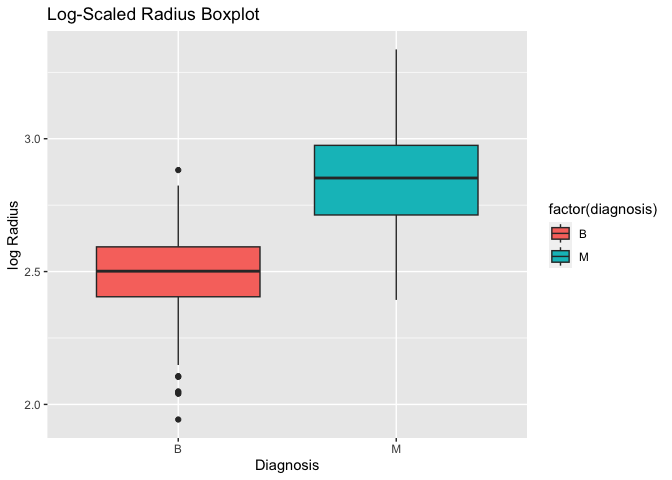 Log-Scaled Radius Boxplot
log Radius
3.0
2.5
2.0
B
M
Diagnosis
factor(diagnosis)
B
M